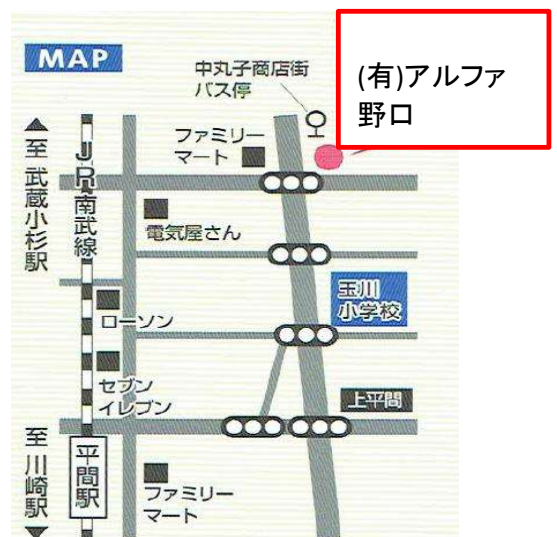 MAP
中丸子商店街
バス停
(有)アルファ
野口
ファミリー
マート
至 武蔵小杉駅
JR南武線
電気屋さん
玉川
小学校
ローソン
セブン
イレブン
上平間
至 川崎駅
平間駅
ファミリー
マート